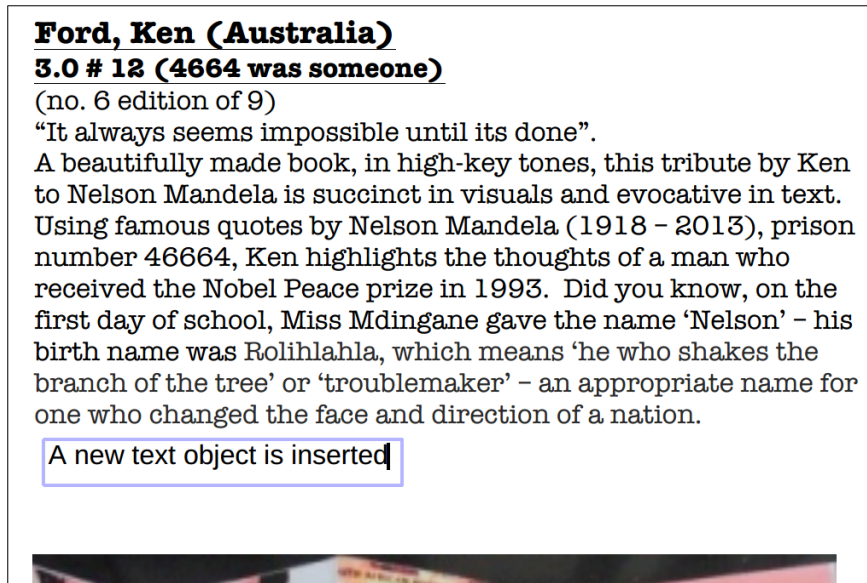 Ford, Ken (Australia)
3.0 # 12 (4664 was someone)
(no. 6 edition of 9)
“It always seems impossible until its done”.
A beautifully made book, in high-key tones, this tribute by Ken
to Nelson Mandela is succinct in visuals and evocative in text.
Using famous quotes by Nelson Mandela (1918 – 2013), prison
number 46664, Ken highlights the thoughts of a man who
received the Nobel Peace prize in 1993.  Did you know, on the
first day of school, Miss Mdingane gave the name ‘Nelson’ – his
birth name was Rolihlahla, which means ‘he who shakes the
branch of the tree’ or ‘troublemaker’ – an appropriate name for
one who changed the face and direction of a nation.
A new text object is inserted